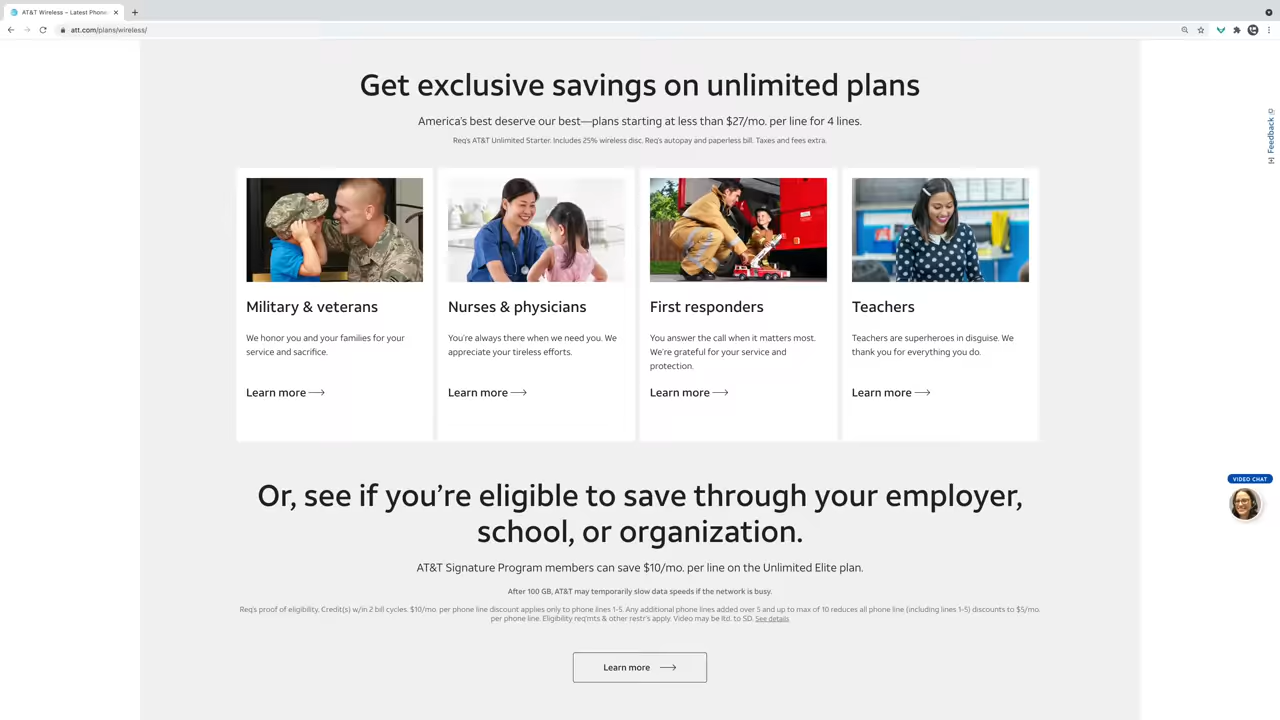 AT&T Wireless – Latest Phone
att.com/plans/wireless/
Get exclusive savings on unlimited plans
America's best deserve our best—plans starting at less than $27/mo. per line for 4 lines.
Req's AT&T Unlimited Starter. Includes 25% wireless disc. Req's autopay and paperless bill. Taxes and fees extra.
Military & veterans
We honor you and your families for your
service and sacrifice.
Learn more
Nurses & physicians
You're always there when we need you. We
appreciate your tireless efforts.
Learn more
First responders
You answer the call when it matters most.
We're grateful for your service and
protection.
Learn more
Teachers
Teachers are superheroes in disguise. We
thank you for everything you do.
Learn more
Or, see if you're eligible to save through your employer,
school, or organization.
AT&T Signature Program members can save $10/mo. per line on the Unlimited Elite plan.
After 100 GB, AT&T may temporarily slow data speeds if the network is busy.
Req's proof of eligibility. Credit(s) w/in 2 bill cycles. $10/mo. per phone line discount applies only to phone lines 1-5. Any additional phone lines added over 5 and up to max of 10 reduces all phone line (including lines 1-5) discounts to $5/mo.
per phone line. Eligibility req'mts & other restr's apply. Video may be ltd. to SD. See details
Learn more
[+] Feedback
VIDEO CHAT